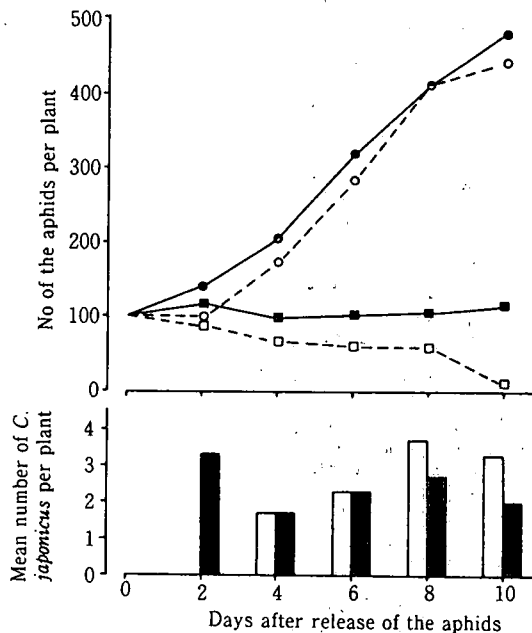 500
400
300
200
100
0
No of the aphids per plant
4
3
2
1
0
Mean number of C.
japonicus per plant
0 2 4 6 8 10
Days after release of the aphids